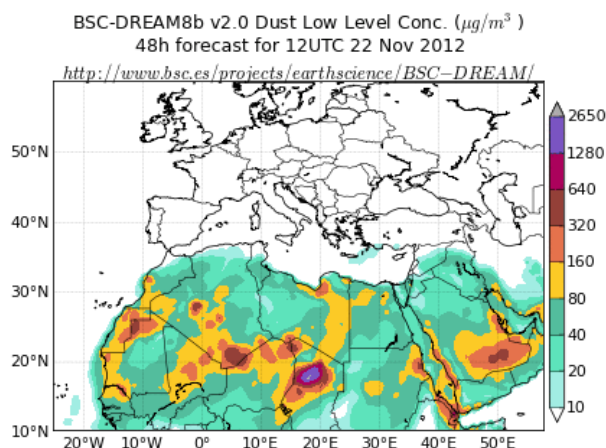 BSC-DREAM8b v2.0 Dust Low Level Conc. (μg/m³ )
48h forecast for 12UTC 22 Nov 2012
http://www.bsc.es/projects/earthscience/BSC−DREAM/
2650
1280
640
320
160
80
40
20
10
50°N
40°N
30°N
20°N
10°N
20°W 10°W 0° 10°E 20°E 30°E 40°E 50°E